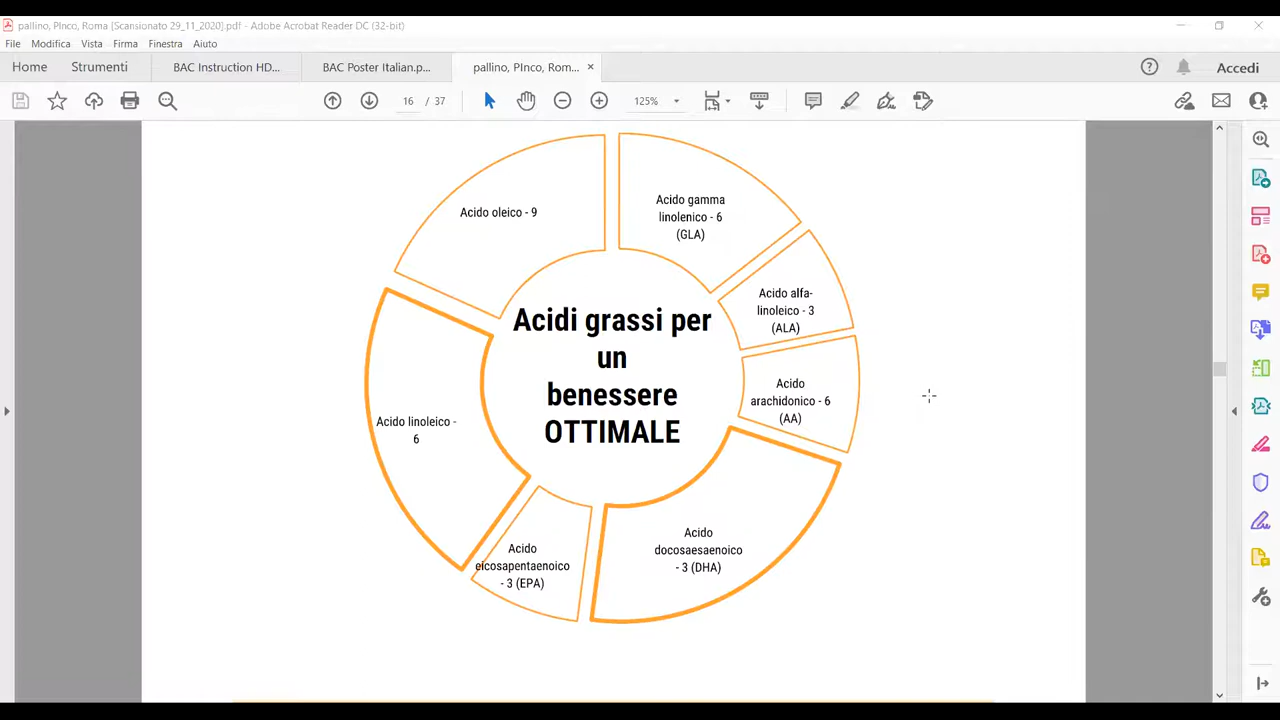 pallino, PInco, Roma [Scansionato 29_11_2020].pdf - Adobe Acrobat Reader DC (32-bit)
File Modifica Vista Firma Finestra Aiuto
Home Strumenti BAC Instruction HD... BAC Poster Italian.p... pallino, PInco, Rom... × Accedi
16 / 37 125%
Acido oleico - 9
Acido gamma
linolenico - 6
(GLA)
Acido alfa-
linoleico - 3
(ALA)
Acido
arachidonico - 6
(AA)
Acidi grassi per
un
benessere
OTTIMALE
Acido linoleico -
6
Acido
eicosapentaenoico
- 3 (EPA)
Acido
docosaesaenoico
- 3 (DHA)